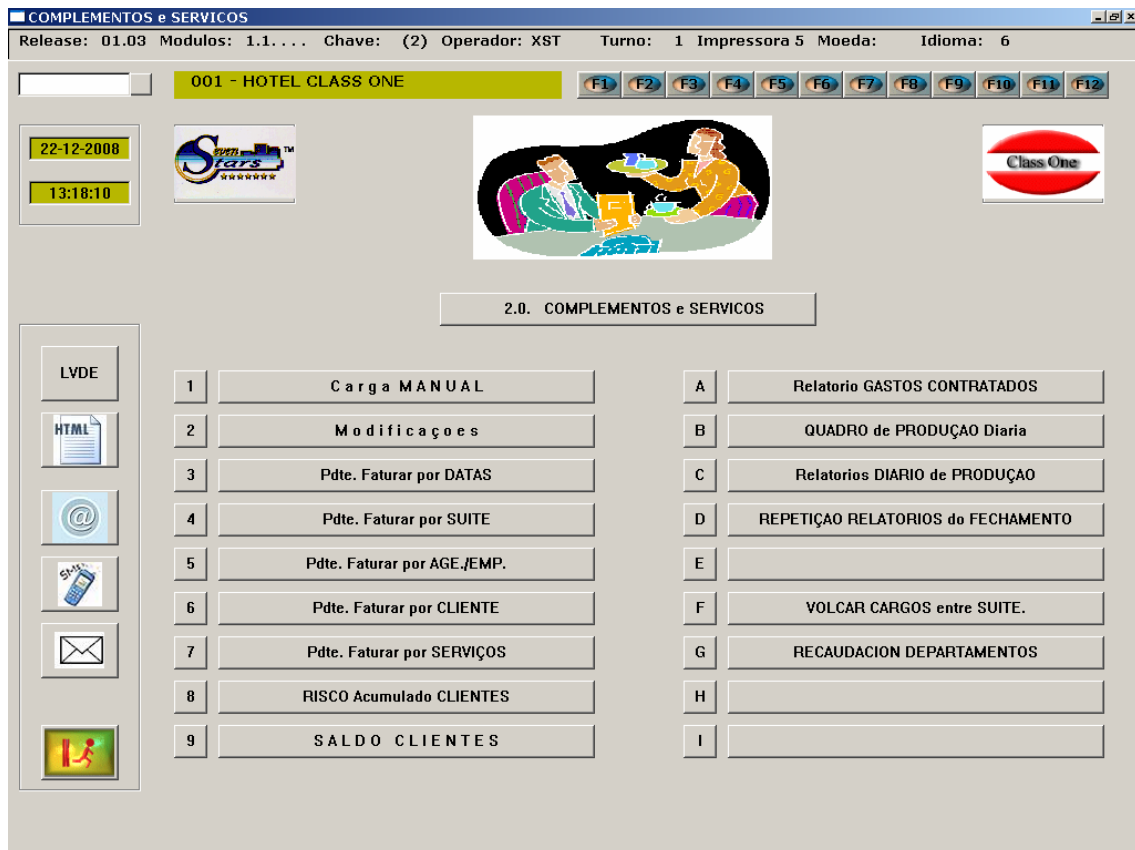 COMPLEMENTOS e SERVICOS
Release: 01.03 Modulos: 1.1.... Chave: (2) Operador: XST Turno: 1 Impressora 5 Moeda: Idioma: 6
001 - HOTEL CLASS ONE
F1 F2 F3 F4 F5 F6 F7 F8 F9 F10 F11 F12
22-12-2008
13:18:10
Seven Stars TM
Class One
2.0. COMPLEMENTOS e SERVICOS
LVDE
HTML
@
SMS
1 Carga MANUAL
2 Modificaçoes
3 Pdte. Faturar por DATAS
4 Pdte. Faturar por SUITE
5 Pdte. Faturar por AGE./EMP.
6 Pdte. Faturar por CLIENTE
7 Pdte. Faturar por SERVIÇOS
8 RISCO Acumulado CLIENTES
9 SALDO CLIENTES
A Relatorio GASTOS CONTRATADOS
B QUADRO de PRODUÇAO Diaria
C Relatorios DIARIO de PRODUÇAO
D REPETIÇAO RELATORIOS do FECHAMENTO
E
F VOLCAR CARGOS entre SUITE.
G RECAUDACION DEPARTAMENTOS
H
I